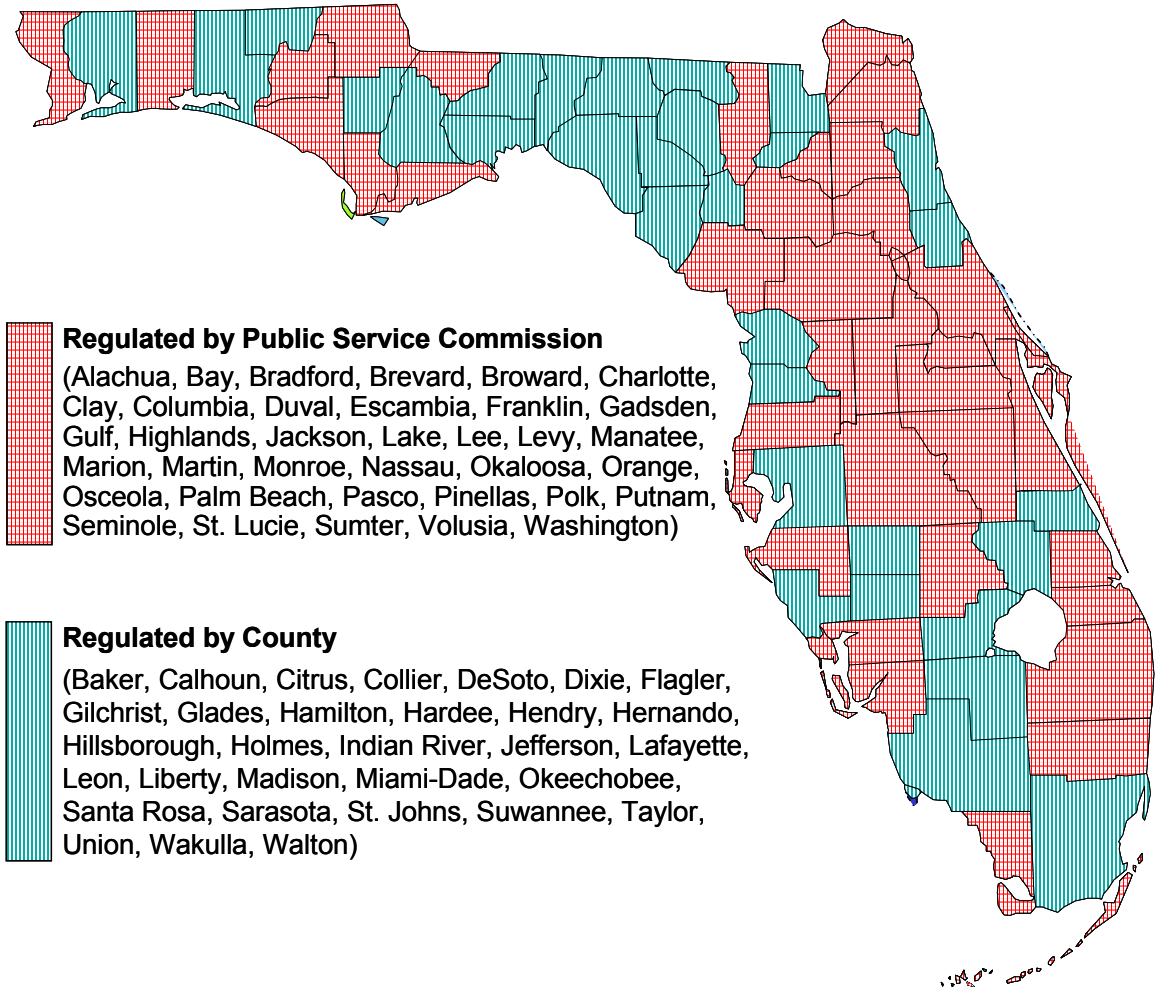 Regulated by Public Service Commission
(Alachua, Bay, Bradford, Brevard, Broward, Charlotte,
Clay, Columbia, Duval, Escambia, Franklin, Gadsden,
Gulf, Highlands, Jackson, Lake, Lee, Levy, Manatee,
Marion, Martin, Monroe, Nassau, Okaloosa, Orange,
Osceola, Palm Beach, Pasco, Pinellas, Polk, Putnam,
Seminole, St. Lucie, Sumter, Volusia, Washington)
Regulated by County
(Baker, Calhoun, Citrus, Collier, DeSoto, Dixie, Flagler,
Gilchrist, Glades, Hamilton, Hardee, Hendry, Hernando,
Hillsborough, Holmes, Indian River, Jefferson, Lafayette,
Leon, Liberty, Madison, Miami-Dade, Okeechobee,
Santa Rosa, Sarasota, St. Johns, Suwannee, Taylor,
Union, Wakulla, Walton)